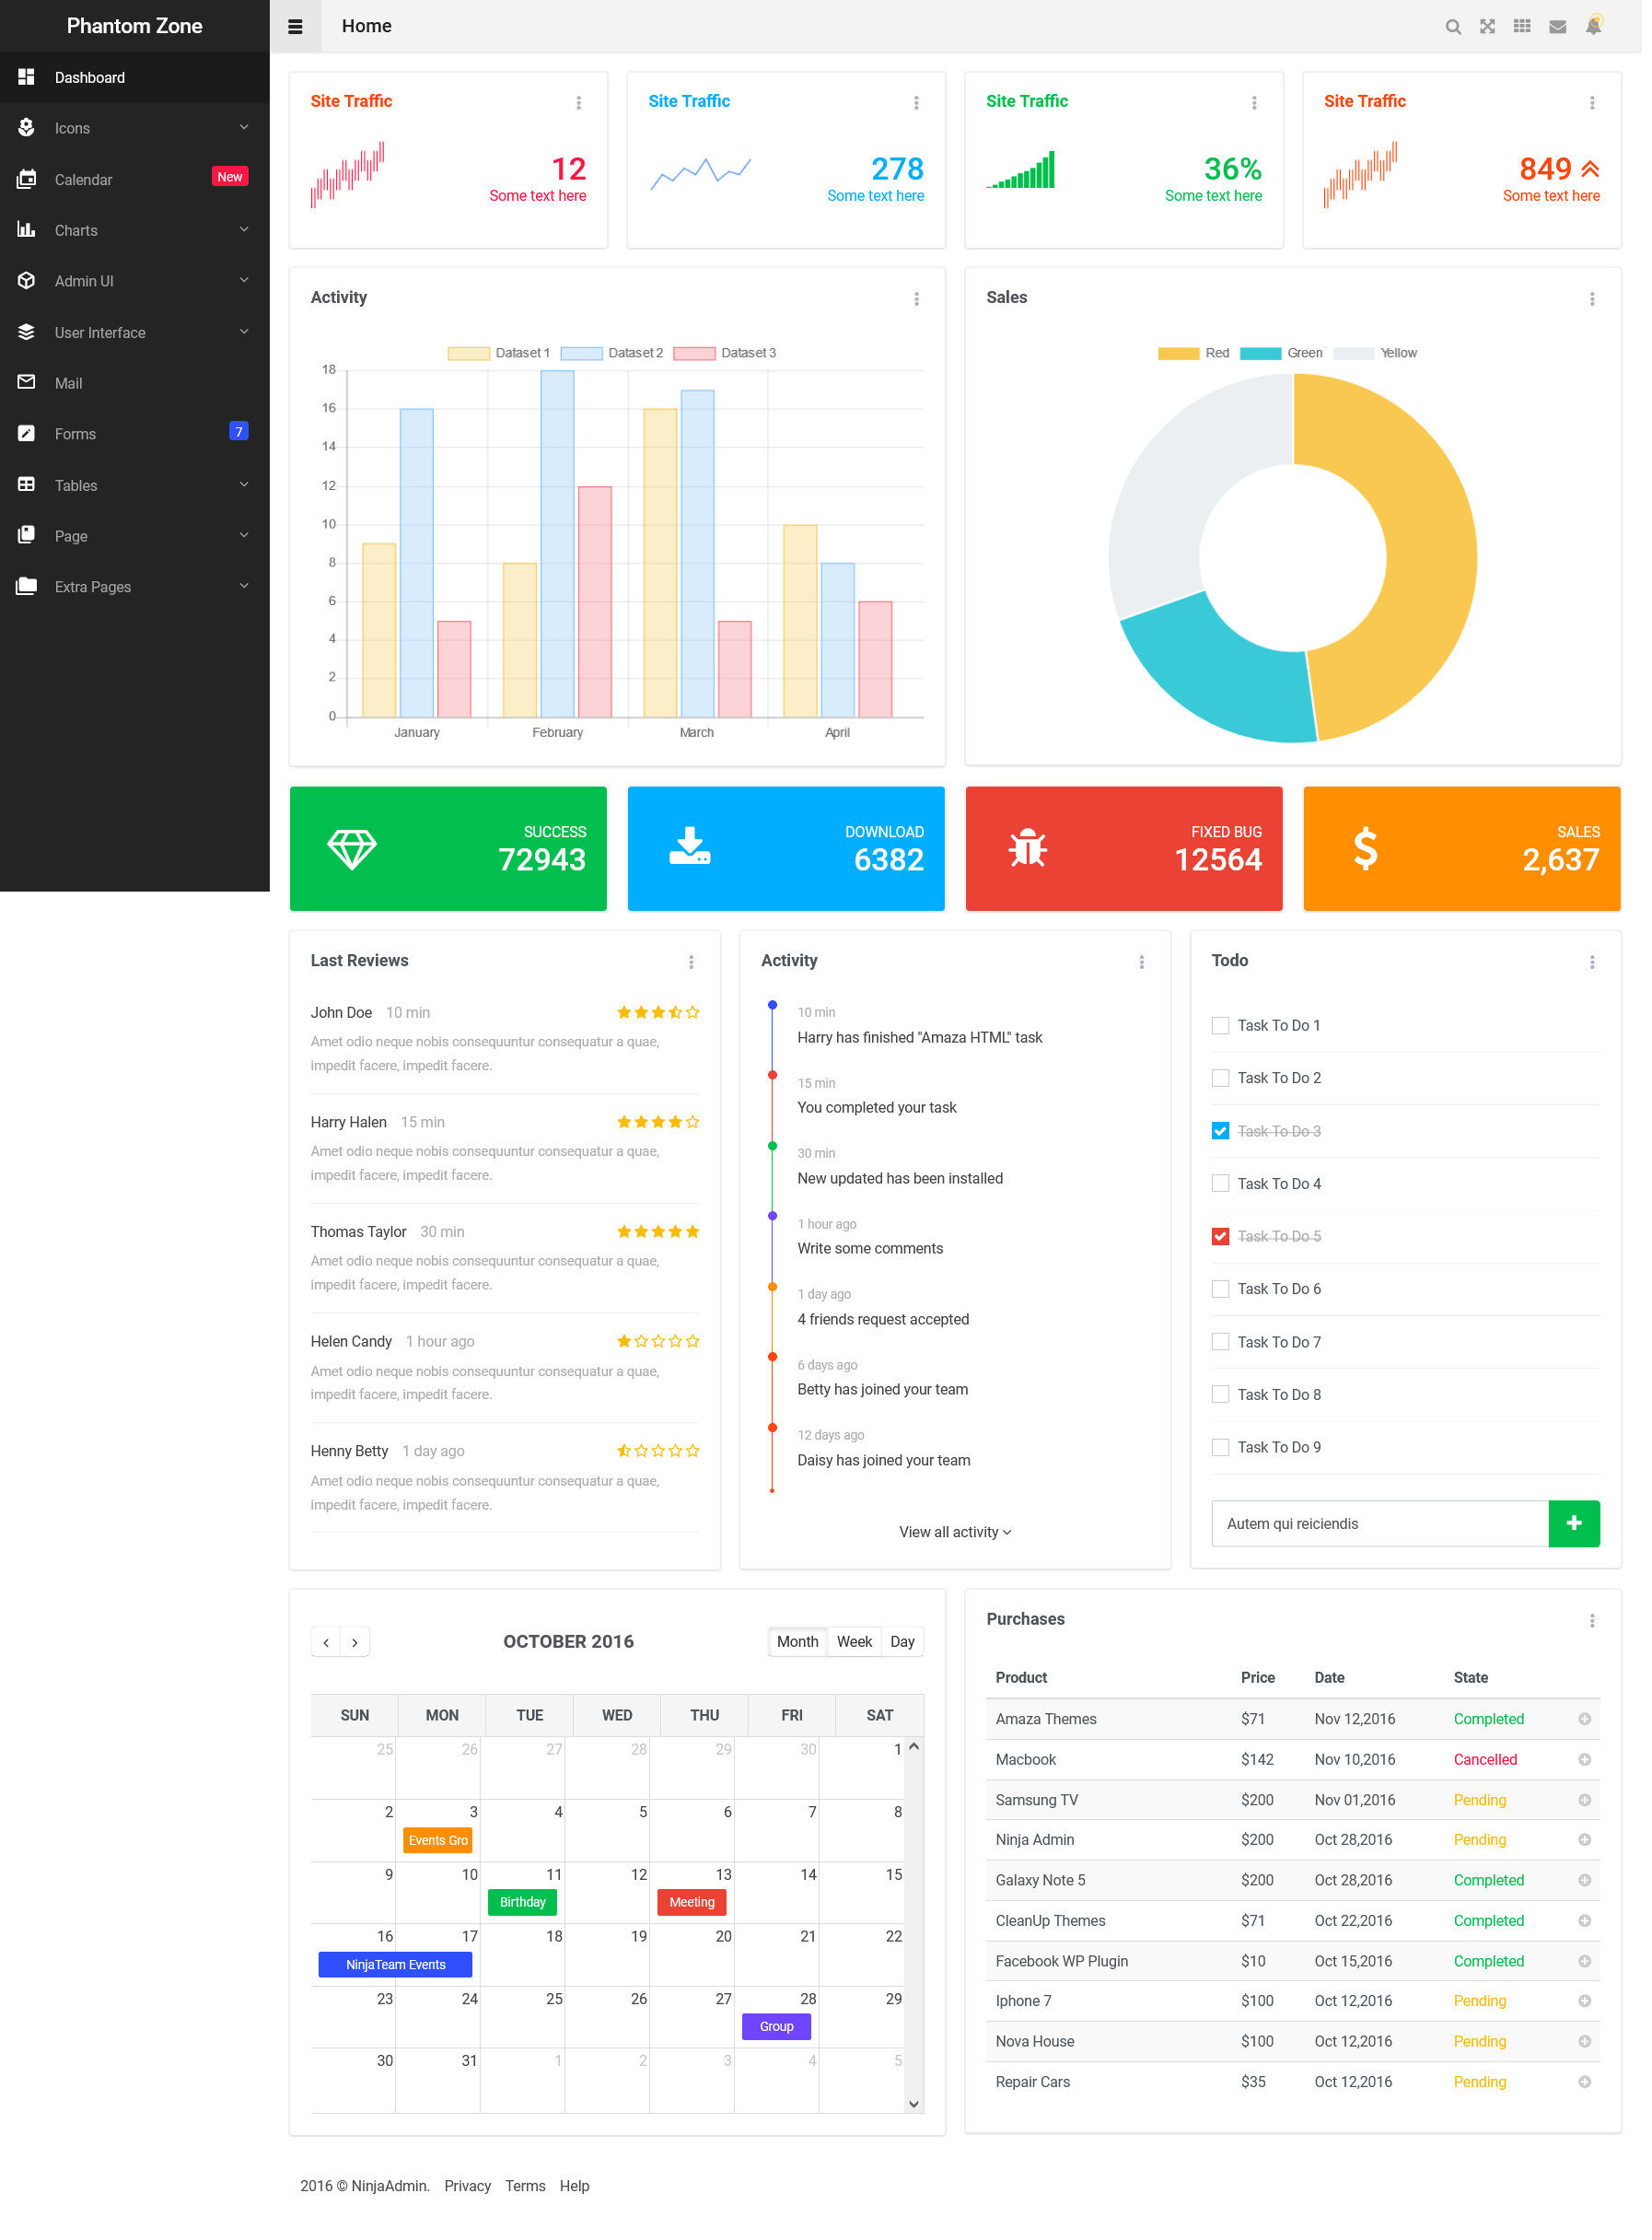 Phantom Zone
Home
Dashboard
Icons
Calendar New
Charts
Admin UI
User Interface
Mail
Forms 7
Tables
Page
Extra Pages
Site Traffic
12
Some text here
Site Traffic
278
Some text here
Site Traffic
36%
Some text here
Site Traffic
849
Some text here
Activity
Dataset 1 Dataset 2 Dataset 3
18
16
14
12
10
8
6
4
2
0
January February March April
Sales
Red Green Yellow
SUCCESS
72943
DOWNLOAD
6382
FIXED BUG
12564
SALES
2,637
Last Reviews
John Doe 10 min
Amet odio neque nobis consequuntur consequatur a quae,
impedit facere, impedit facere.
Harry Halen 15 min
Amet odio neque nobis consequuntur consequatur a quae,
impedit facere, impedit facere.
Thomas Taylor 30 min
Amet odio neque nobis consequuntur consequatur a quae,
impedit facere, impedit facere.
Helen Candy 1 hour ago
Amet odio neque nobis consequuntur consequatur a quae,
impedit facere, impedit facere.
Henny Betty 1 day ago
Amet odio neque nobis consequuntur consequatur a quae,
impedit facere, impedit facere.
Activity
10 min
Harry has finished "Amaza HTML" task
15 min
You completed your task
30 min
New updated has been installed
1 hour ago
Write some comments
1 day ago
4 friends request accepted
6 days ago
Betty has joined your team
12 days ago
Daisy has joined your team
View all activity
Todo
Task To Do 1
Task To Do 2
Task To Do 3
Task To Do 4
Task To Do 5
Task To Do 6
Task To Do 7
Task To Do 8
Task To Do 9
Autem qui reiciendis
OCTOBER 2016
Month Week Day
SUN MON TUE WED THU FRI SAT
25 26 27 28 29 30 1
2 3 4 5 6 7 8
Events Gro
9 10 11 12 13 14 15
Birthday Meeting
16 17 18 19 20 21 22
NinjaTeam Events
23 24 25 26 27 28 29
Group
30 31 1 2 3 4 5
Purchases
Product Price Date State
Amaza Themes $71 Nov 12,2016 Completed
Macbook $142 Nov 10,2016 Cancelled
Samsung TV $200 Nov 01,2016 Pending
Ninja Admin $200 Oct 28,2016 Pending
Galaxy Note 5 $200 Oct 28,2016 Completed
CleanUp Themes $71 Oct 22,2016 Completed
Facebook WP Plugin $10 Oct 15,2016 Completed
Iphone 7 $100 Oct 12,2016 Pending
Nova House $100 Oct 12,2016 Pending
Repair Cars $35 Oct 12,2016 Pending
2016 © NinjaAdmin. Privacy Terms Help